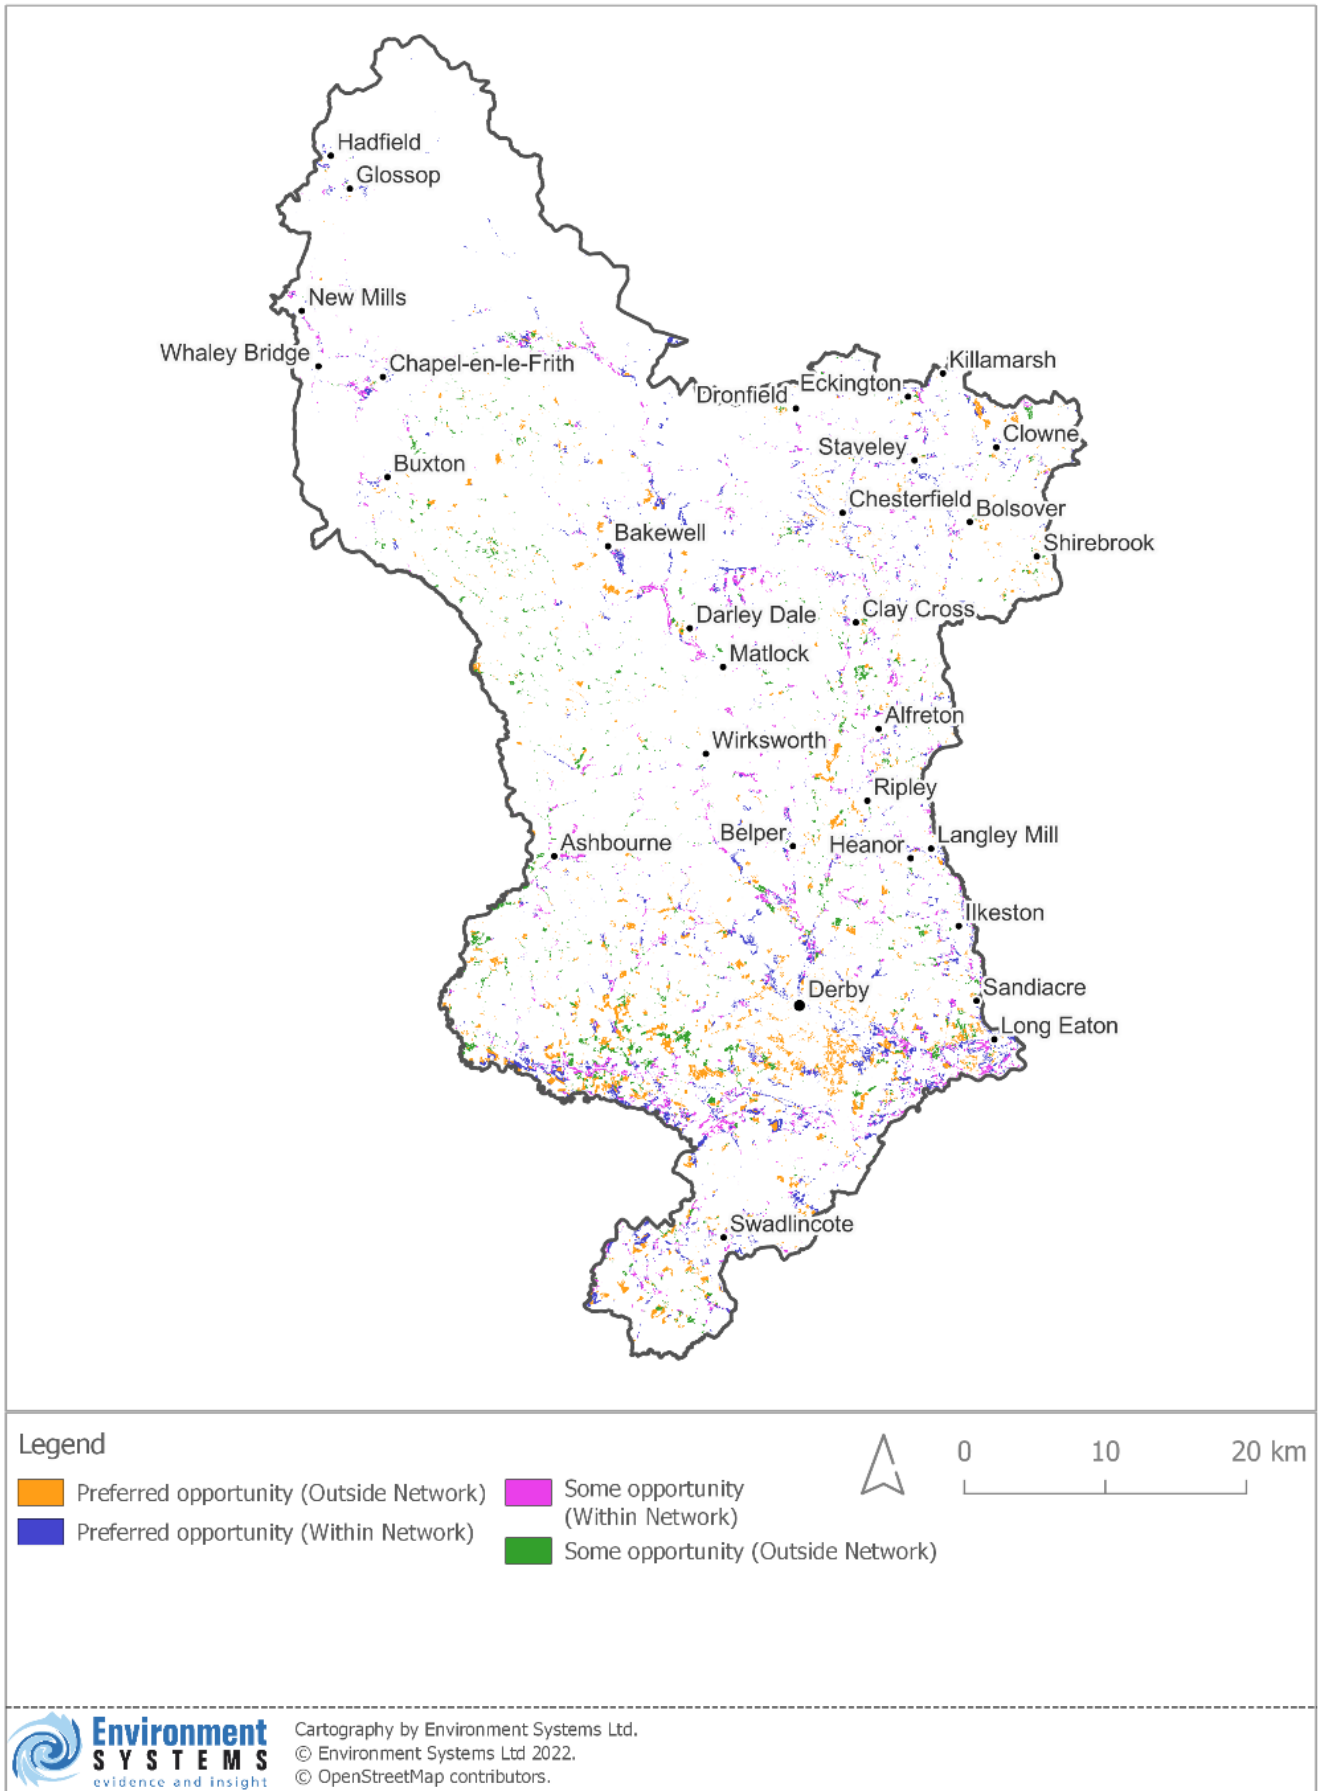 Hadfield
Glossop
New Mills
Whaley Bridge
Chapel-en-le-Frith
Killamarsh
Dronfield
Eckington
Clowne
Staveley
Buxton
Chesterfield
Bolsover
Bakewell
Shirebrook
Darley Dale
Clay Cross
Matlock
Alfreton
Wirksworth
Ripley
Belper
Heanor
Langley Mill
Ashbourne
Ilkeston
Derby
Sandiacre
Long Eaton
Swadlincote
Legend
Preferred opportunity (Outside Network)
Preferred opportunity (Within Network)
Some opportunity
(Within Network)
Some opportunity (Outside Network)
0 10 20 km
Environment
SYSTEMS
evidence and insight
Cartography by Environment Systems Ltd.
© Environment Systems Ltd 2022.
© OpenStreetMap contributors.